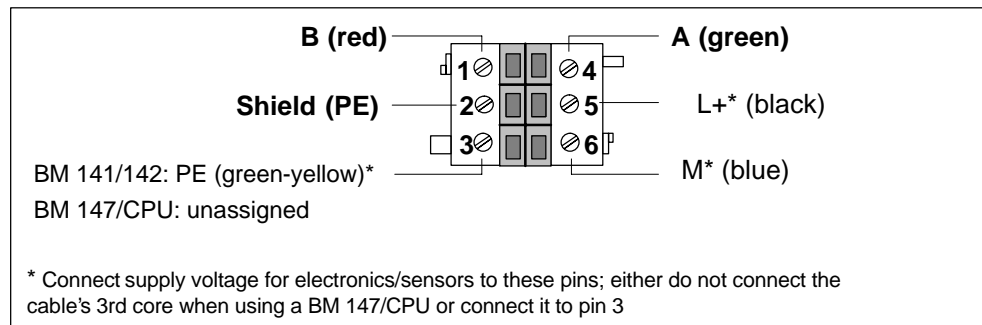 B (red)
A (green)
1
4
Shield (PE)
2
5
L+* (black)
3
6
BM 141/142: PE (green-yellow)*
M* (blue)
BM 147/CPU: unassigned
* Connect supply voltage for electronics/sensors to these pins; either do not connect the
cable's 3rd core when using a BM 147/CPU or connect it to pin 3